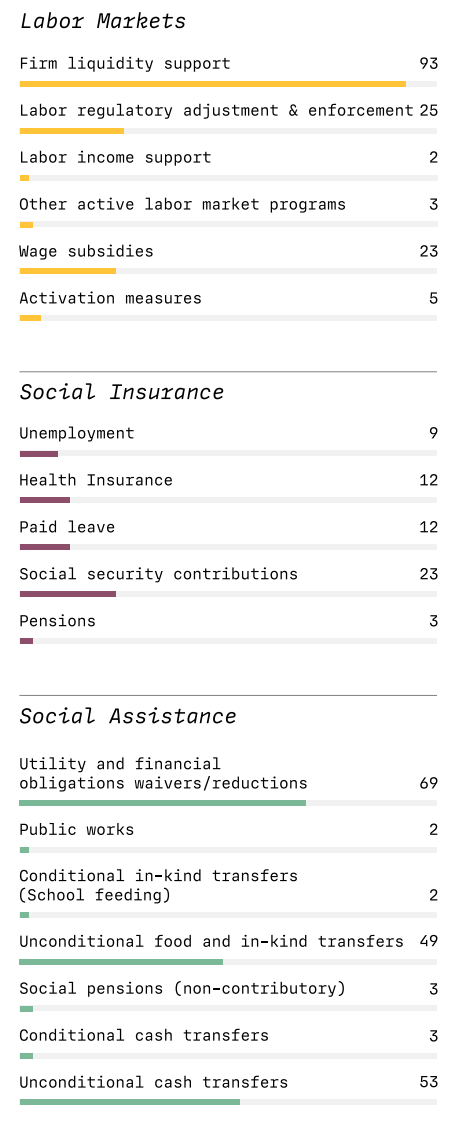 Labor Markets
Firm liquidity support 93
Labor regulatory adjustment & enforcement 25
Labor income support 2
Other active labor market programs 3
Wage subsidies 23
Activation measures 5
Social Insurance
Unemployment 9
Health Insurance 12
Paid leave 12
Social security contributions 23
Pensions 3
Social Assistance
Utility and financial
obligations waivers/reductions 69
Public works 2
Conditional in-kind transfers
(School feeding) 2
Unconditional food and in-kind transfers 49
Social pensions (non-contributory) 3
Conditional cash transfers 3
Unconditional cash transfers 53